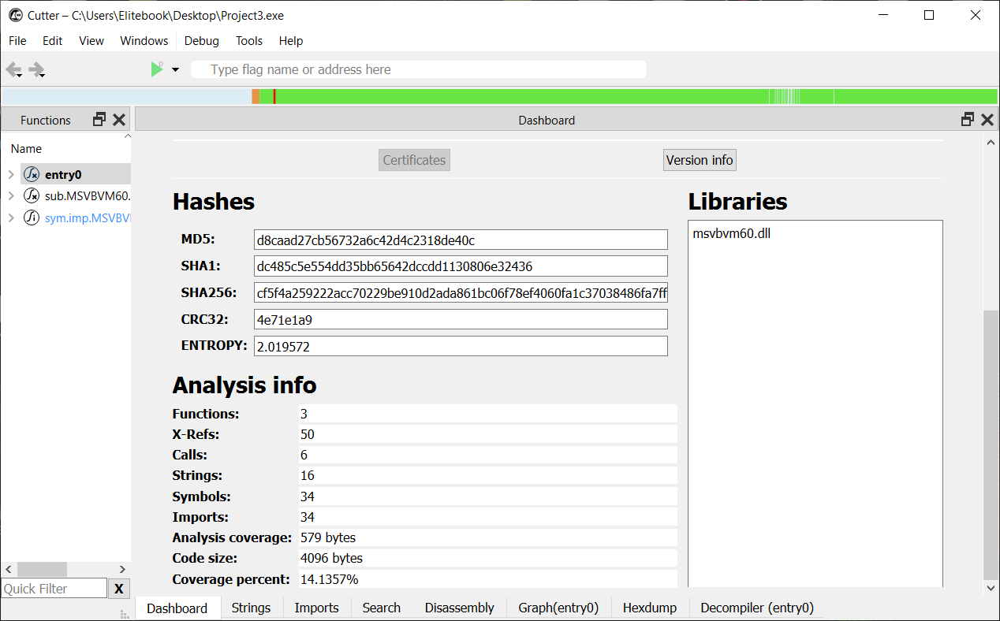 Cutter – C:\Users\Elitebook\Desktop\Project3.exe
File Edit View Windows Debug Tools Help
Type flag name or address here
Functions
Dashboard
Name
entry0
sub.MSVBVM60.
sym.imp.MSVBV
Certificates
Version info
Hashes
MD5: d8caad27cb56732a6c42d4c2318de40c
SHA1: dc485c5e554dd35bb65642dccdd1130806e32436
SHA256: cf5f4a259222acc70229be910d2ada861bc06f78ef4060fa1c37038486fa7ff
CRC32: 4e71e1a9
ENTROPY: 2.019572
Libraries
msvbvm60.dll
Analysis info
Functions: 3
X-Refs: 50
Calls: 6
Strings: 16
Symbols: 34
Imports: 34
Analysis coverage: 579 bytes
Code size: 4096 bytes
Coverage percent: 14.1357%
Quick Filter X
Dashboard Strings Imports Search Disassembly Graph(entry0) Hexdump Decompiler (entry0)